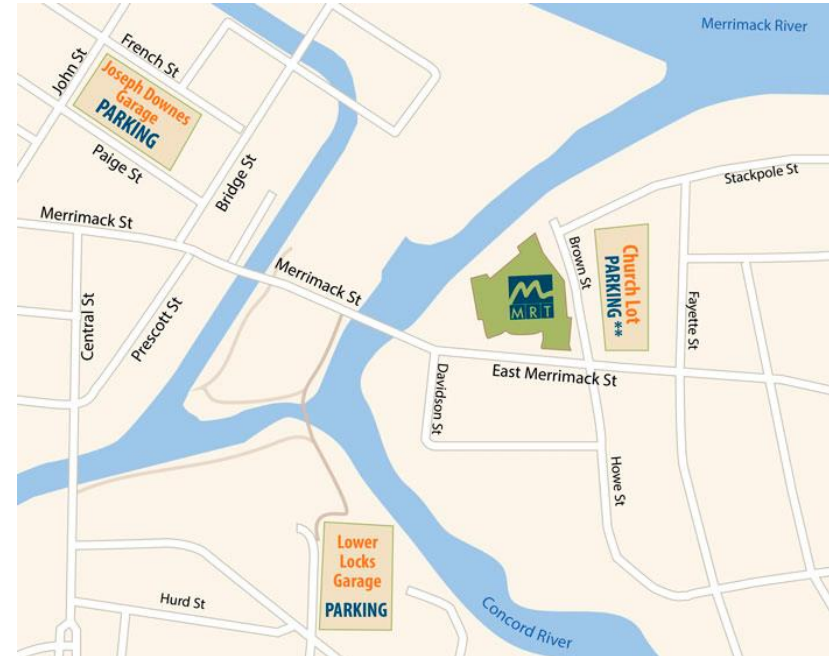 Merrimack River
French St
John St
Joseph Downes
Garage
PARKING
Paige St
Bridge St
Stackpole St
Merrimack St
Brown St
Church Lot
PARKING **
Merrimack St
MRT
Central St
Prescott St
Fayette St
East Merrimack St
Davidson St
Howe St
Lower
Locks
Garage
PARKING
Hurd St
Concord River